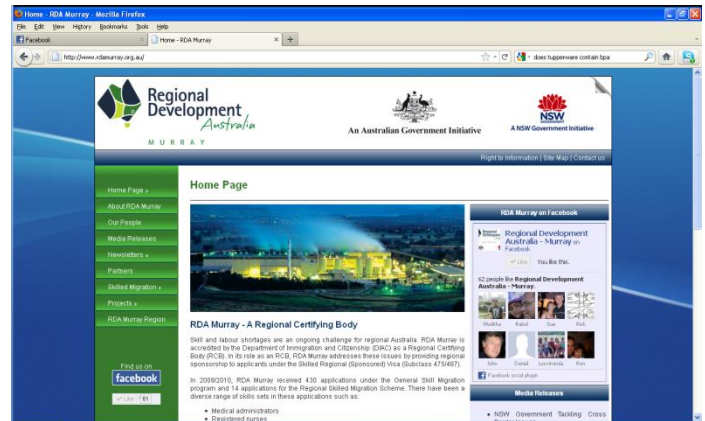 Home - RDA Murray - Mozilla Firefox
File Edit View History Bookmarks Tools Help
Facebook
Home - RDA Murray
http://www.rdamurray.org.au/
does tupperware contain bpa
Regional
Development
Australia
MURRAY
An Australian Government Initiative
NSW
A NSW Government Initiative
Right to Information | Site Map | Contact us
Home Page »
About RDA Murray
Our People
Media Releases
Newsletters »
Partners
Skilled Migration »
Projects »
RDA Murray Region
Find us on
facebook
Like 61
Home Page
RDA Murray - A Regional Certifying Body
Skill and labour shortages are an ongoing challenge for regional Australia. RDA Murray is
accredited by the Department of Immigration and Citizenship (DIAC) as a Regional Certifying
Body (RCB). In its role as an RCB, RDA Murray addresses these issues by providing regional
sponsorship to applicants under the Skilled Regional (Sponsored) Visa (Subclass 475/487).
In 2009/2010, RDA Murray received 430 applications under the General Skill Migration
program and 14 applications for the Regional Skilled Migration Scheme. There have been a
diverse range of skills sets in these applications such as:
• Medical administrators
• Registered nurses
RDA Murray on Facebook
Regional Development
Australia - Murray on
Facebook
Like You like this.
62 people like Regional Development
Australia - Murray.
Rahul Sue Rick
John Daniel Ron
Facebook social plugin
Media Releases
• NSW Government Tackling Cross